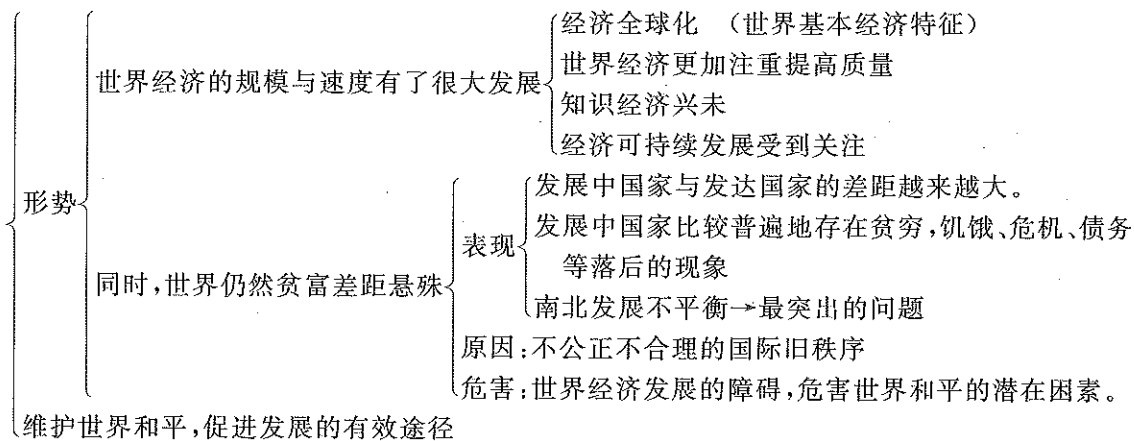 经济全球化 （世界基本经济特征）
世界经济更加注重提高质量
世界经济的规模与速度有了很大发展
知识经济兴未
经济可持续发展受到关注
形势
发展中国家与发达国家的差距越来越大。
表现
发展中国家比较普遍地存在贫穷,饥饿、危机、债务
等落后的现象
同时,世界仍然贫富差距悬殊
南北发展不平衡→最突出的问题
原因:不公正不合理的国际旧秩序
危害:世界经济发展的障碍,危害世界和平的潜在因素。
维护世界和平,促进发展的有效途径